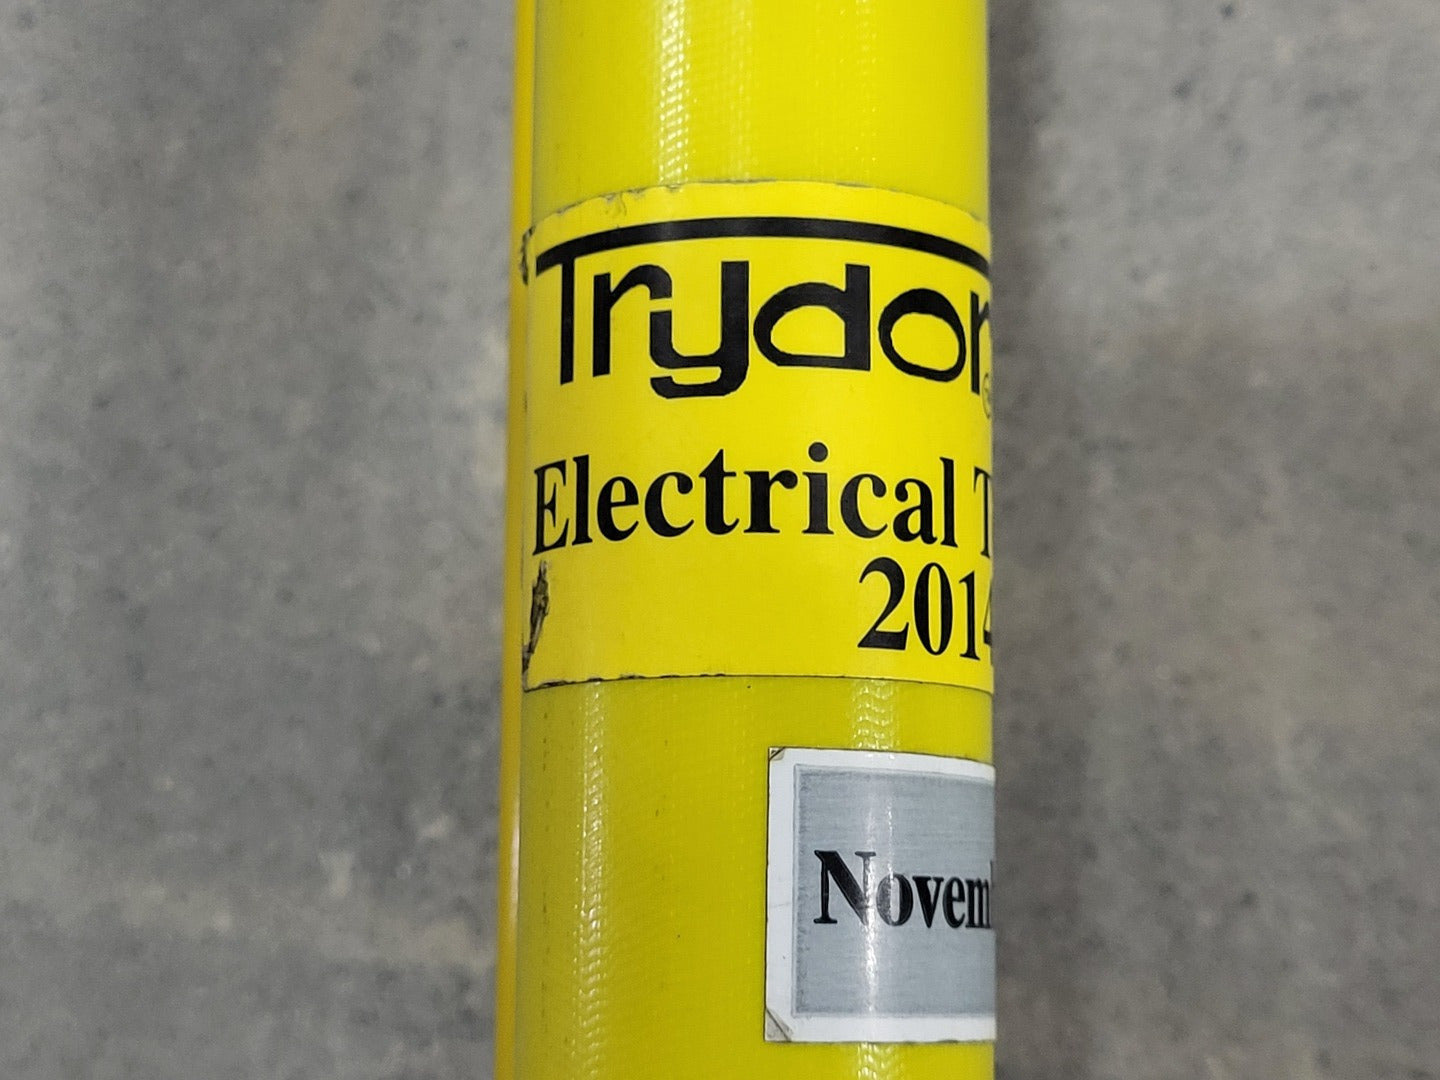 Trydor
Electrical T
2014
Novem